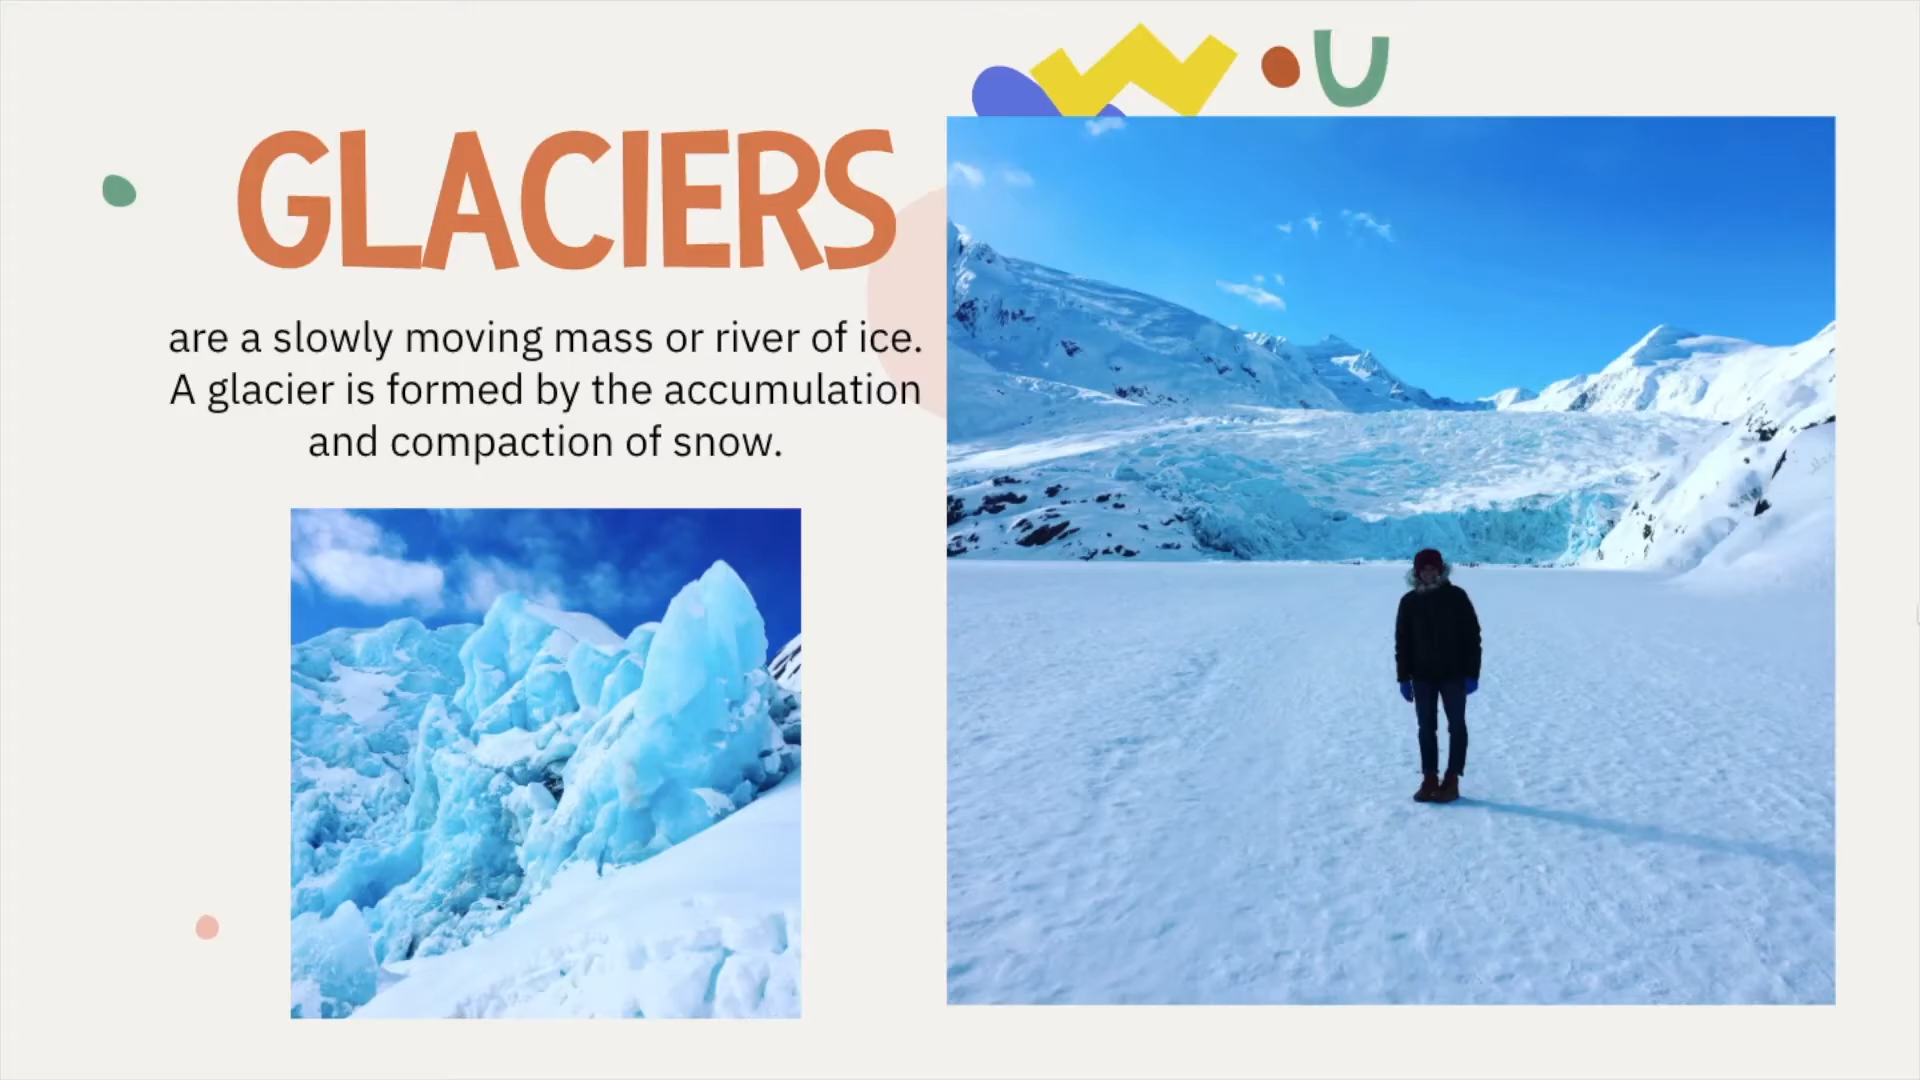 GLACIERS
are a slowly moving mass or river of ice.
A glacier is formed by the accumulation
and compaction of snow.